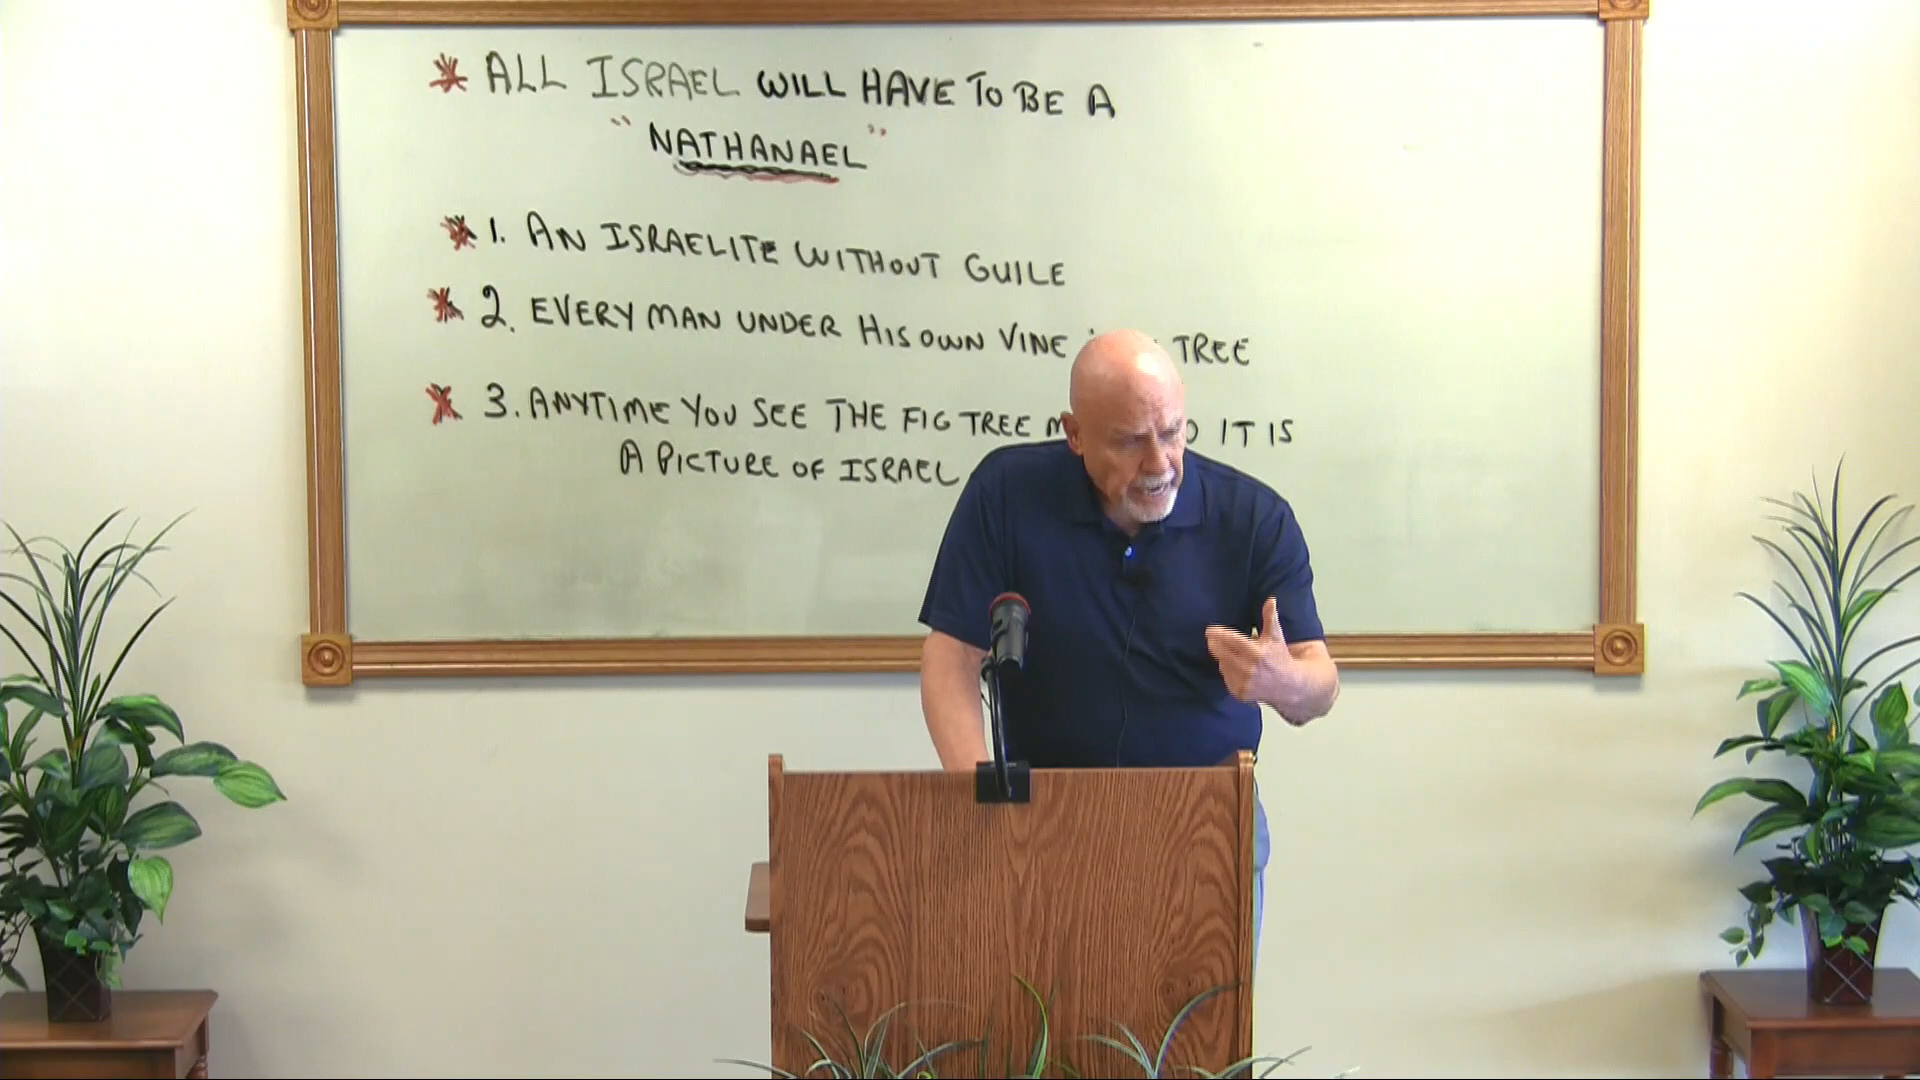 * ALL ISRAEL WILL HAVE TO BE A
"NATHANAEL"
* 1. AN ISRAELITE WITHOUT GUILE
* 2. EVERY MAN UNDER HIS OWN VINE TREE
* 3. ANYTIME YOU SEE THE FIG TREE IT IS
A PICTURE OF ISRAEL